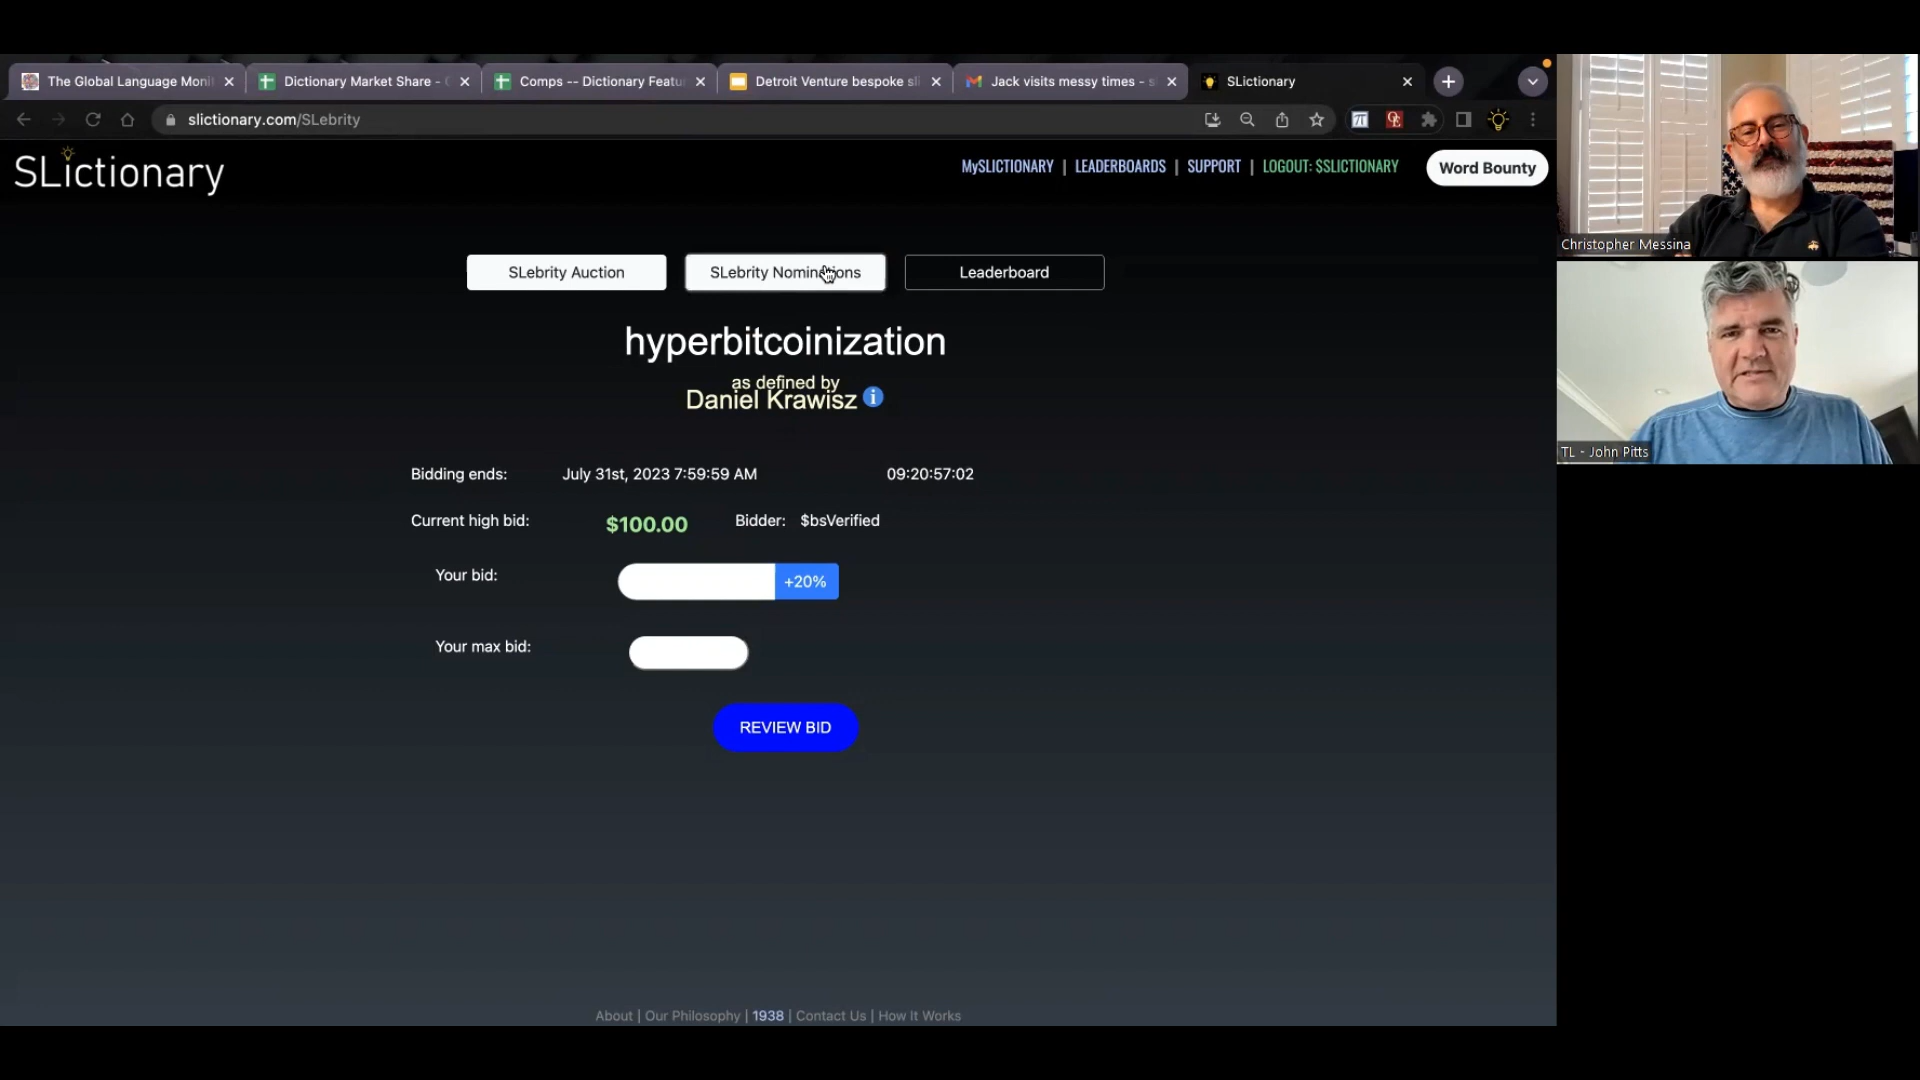 The Global Language Moni
Dictionary Market Share -
Comps -- Dictionary Featu
Detroit Venture bespoke sl
Jack visits messy times - s
SLictionary
slictionary.com/SLebrity
SLictionary
MySLICTIONARY | LEADERBOARDS | SUPPORT | LOGOUT: $SLICTIONARY
Word Bounty
SLebrity Auction
SLebrity Nominations
Leaderboard
hyperbitcoinization
as defined by
Daniel Krawisz
Bidding ends: July 31st, 2023 7:59:59 AM 09:20:57:02
Current high bid: $100.00 Bidder: $bsVerified
Your bid: +20%
Your max bid:
REVIEW BID
About | Our Philosophy | 1938 | Contact Us | How It Works
Christopher Messina
TL - John Pitts